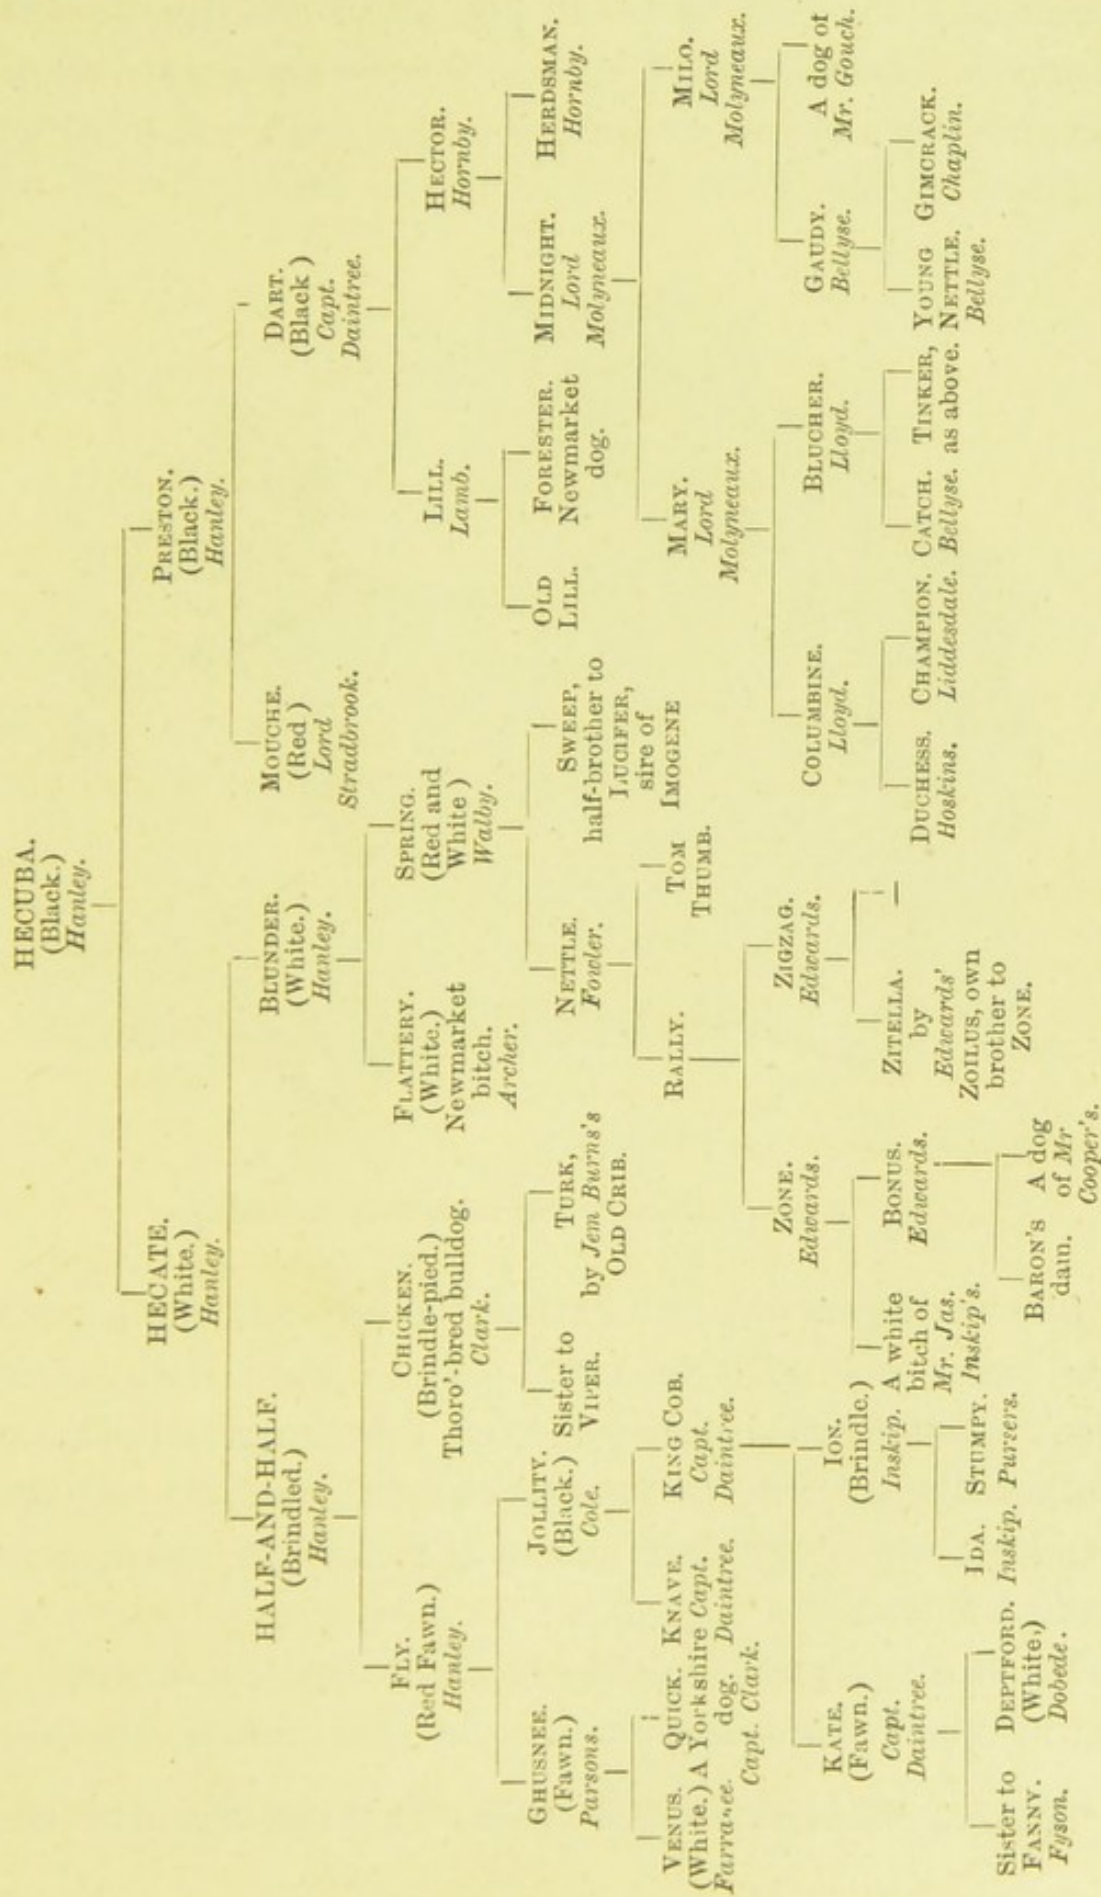 HECUBA.
(Black.)
Hanley.
HECATE.
(White.)
Hanley.
PRESTON.
(Black.)
Hanley.
HALF-AND-HALF.
(Brindled.)
Hanley.
BLUNDER.
(White.)
Hanley.
MOUCHE.
(Red )
Lord
Stradbrook.
DART.
(Black )
Capt.
Daintree.
FLY.
(Red Fawn.)
Hanley.
CHICKEN.
(Brindle-pied.)
Thoro'-bred bulldog.
Clark.
FLATTERY.
(White.)
Newmarket
bitch.
Archer.
SPRING.
(Red and
White )
Walby.
LILL.
Lamb.
HECTOR.
Hornby.
GHUSNEE.
(Fawn.)
Parsons.
JOLLITY.
(Black.)
Cole.
Sister to
VIPER.
TURK,
by Jem Burns's
OLD CRIB.
NETTLE.
Fowler.
SWEEP,
half-brother to
LUCIFER,
sire of
IMOGENE
OLD
LILL.
FORESTER.
Newmarket
dog.
MIDNIGHT.
Lord
Molyneaux.
HERDSMAN.
Hornby.
VENUS.
(White.)
Farrance.
QUICK.
A Yorkshire
dog.
Capt. Clark.
KNAVE.
Capt.
Daintree.
KING COB.
Capt.
Daintree.
RALLY.
TOM
THUMB.
MARY.
Lord
Molyneaux.
MILO.
Lord
Molyneaux.
KATE.
(Fawn.)
Capt.
Daintree.
ION.
(Brindle.)
Inskip.
ZONE.
Edwards.
ZIGZAG.
Edwards.
COLUMBINE.
Lloyd.
BLUCHER.
Lloyd.
GAUDY.
Bellyse.
A dog of
Mr. Gouch.
A white
bitch of
Mr. Jas.
Inskip's.
BONUS.
Edwards.
ZITELLA.
by
Edwards'
ZOILUS, own
brother to
ZONE.
—
DUCHESS.
Hoskins.
CHAMPION.
Liddesdale.
CATCH.
Bellyse.
TINKER,
as above.
YOUNG
NETTLE.
Bellyse.
GIMCRACK.
Chaplin.
Sister to
FANNY.
Fyson.
DEPTFORD.
(White.)
Dobede.
IDA.
Inskip.
STUMPY.
Pursers.
BARON'S
dam.
A dog
of Mr
Cooper's.